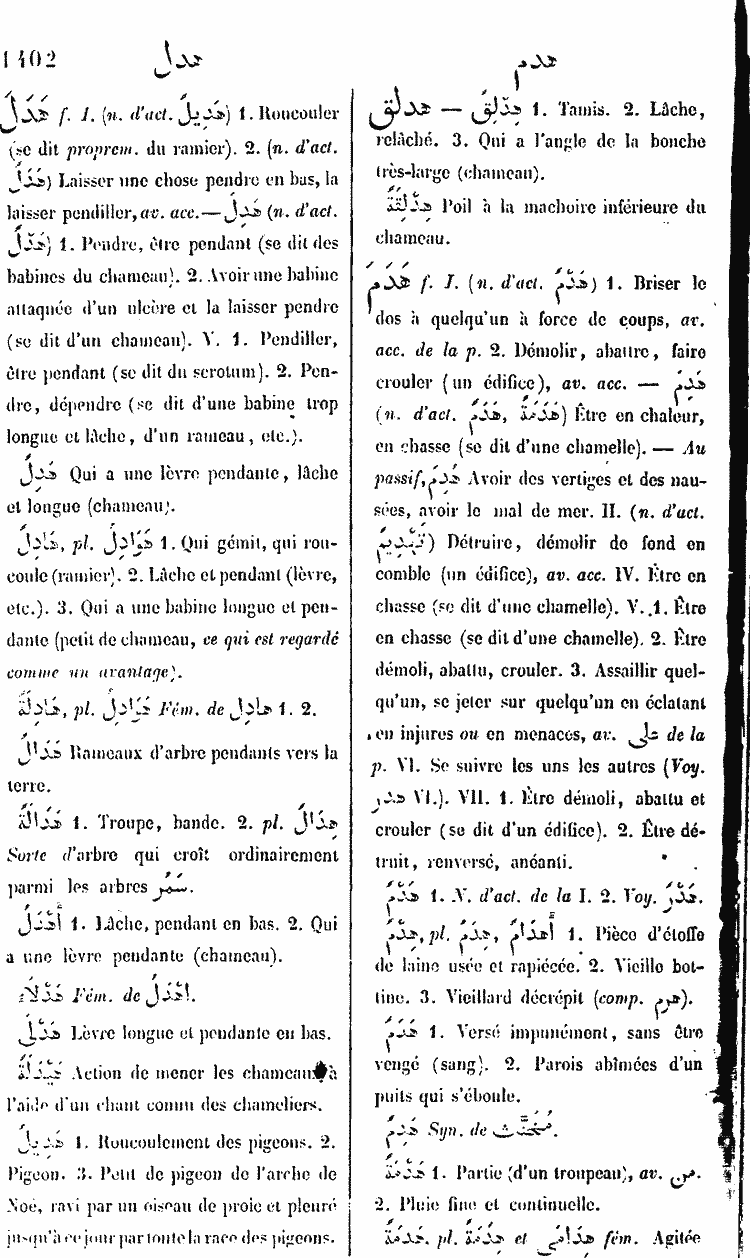 1402 هدل هدم
هَدَلَ f. I. (n. d'act. هَدِيلٌ) 1. Roucouler
(se dit proprem. du ramier). 2. (n. d'act.
هَدْلٌ) Laisser une chose pendre en bas, la
laisser pendiller, av. acc. — هَدِلَ (n. d'act.
هَدَلٌ) 1. Pendre, être pendant (se dit des
babines du chameau). 2. Avoir une babine
attaquée d'un ulcère et la laisser pendre
(se dit d'un chameau). V. 1. Pendiller,
être pendant (se dit du scrotum). 2. Pen-
dre, dépendre (se dit d'une babine trop
longue et lâche, d'un rameau, etc.).
هَدِلٌ Qui a une lèvre pendante, lâche
et longue (chameau).
هَادِلٌ, pl. هَوَادِلُ 1. Qui gémit, qui rou-
coule (ramier). 2. Lâche et pendant (lèvre,
etc.). 3. Qui a une babine longue et pen-
dante (petit de chameau, ce qui est regardé
comme un avantage).
هَادِلَةٌ, pl. هَوَادِلُ Fém. de هادِل 1. 2.
هَدَالٌ Rameaux d'arbre pendants vers la
terre.
هَدَالَةٌ 1. Troupe, bande. 2. pl. هَدَالٌ
Sorte d'arbre qui croît ordinairement
parmi les arbres سَمُر.
أَهْدَلُ 1. Lâche, pendant en bas. 2. Qui
a une lèvre pendante (chameau).
هَدْلَاءُ Fém. de اهْدَل.
هَدْلَى Lèvre longue et pendante en bas.
هَيْدَلَةٌ Action de mener les chameaux à
l'aide d'un chant connu des chameliers.
هَدِيلٌ 1. Roucoulement des pigeons. 2.
Pigeon. 3. Petit de pigeon de l'arche de
Noé, ravi par un oiseau de proie et pleuré
jusqu'à ce jour par toute la race des pigeons.
هدلق — هِدْلِقٌ 1. Tamis. 2. Lâche,
relâché. 3. Qui a l'angle de la bouche
très-large (chameau).
هِدْلِقَةٌ Poil à la machoire inférieure du
chameau.
هَدَمَ f. I. (n. d'act. هَدْمٌ) 1. Briser le
dos à quelqu'un à force de coups, av.
acc. de la p. 2. Démolir, abattre, faire
crouler (un édifice), av. acc. — هَدِمَ
(n. d'act. هَدَمٌ, هَدَمَةٌ) Être en chaleur,
en chasse (se dit d'une chamelle). — Au
passif, هُدِمَ Avoir des vertiges et des nau-
sées, avoir le mal de mer. II. (n. d'act.
تَهْدِيمٌ) Détruire, démolir de fond en
comble (un édifice), av. acc. IV. Être en
chasse (se dit d'une chamelle). V. 1. Être
en chasse (se dit d'une chamelle). 2. Être
démoli, abattu, crouler. 3. Assaillir quel-
qu'un, se jeter sur quelqu'un en éclatant
en injures ou en menaces, av. على de la
p. VI. Se suivre les uns les autres (Voy.
هدر VI.). VII. 1. Être démoli, abattu et
crouler (se dit d'un édifice). 2. Être dé-
truit, renversé, anéanti.
هَدْمٌ 1. N. d'act. de la I. 2. Voy. هَدْرٌ.
هِدْمٌ, pl. هِدَمٌ, أَهْدَامٌ 1. Pièce d'étoffe
de laine usée et rapiécée. 2. Vieille bot-
tine. 3. Vieillard décrépit (comp. هرم).
هَدَمٌ 1. Versé impunément, sans être
vengé (sang). 2. Parois abîmées d'un
puits qui s'éboule.
هَدِمٌ Syn. de مُخَنَّث.
هَدْمَةٌ 1. Partie (d'un troupeau), av. من.
2. Pluie fine et continuelle.
هَدِمَةٌ, pl. هَدِمَةٌ et هَدَامَى fém. Agitée